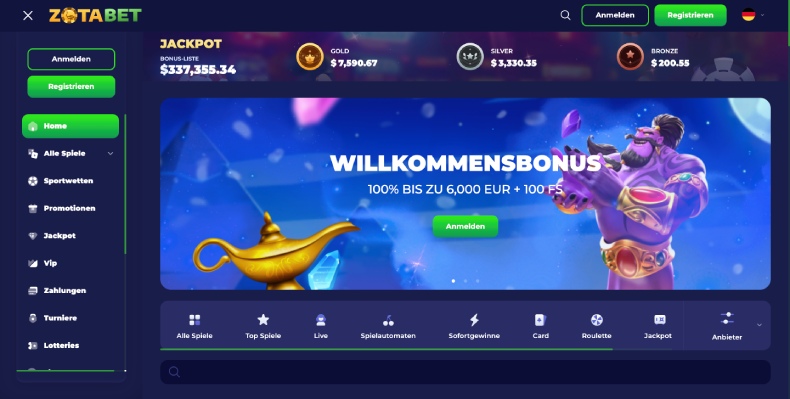 ZOTABET
Anmelden
Registrieren
Anmelden
Registrieren
Home
Alle Spiele
Sportwetten
Promotionen
Jackpot
Vip
Zahlungen
Turniere
Lotteries
JACKPOT
BONUS-LISTE
$337,355.34
GOLD
$ 7,590.67
SILVER
$ 3,330.35
BRONZE
$ 200.55
WILLKOMMENSBONUS
100% BIS ZU 6,000 EUR + 100 FS
Anmelden
Alle Spiele
Top Spiele
Live
Spielautomaten
Sofortgewinne
Card
Roulette
Jackpot
Anbieter